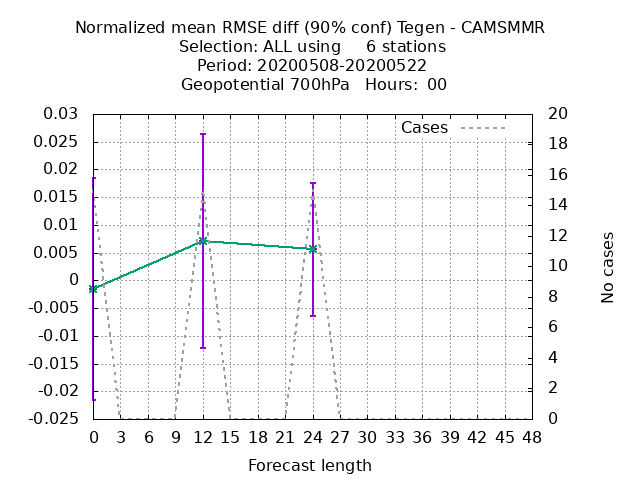 Normalized mean RMSE diff (90% conf) Tegen - CAMSMMR
Selection: ALL using     6 stations
Period: 20200508-20200522
Geopotential 700hPa   Hours:  00
Cases
0.03
0.025
0.02
0.015
0.01
0.005
0
-0.005
-0.01
-0.015
-0.02
-0.025
20
18
16
14
12
10
8
6
4
2
0
No cases
0 3 6 9 12 15 18 21 24 27 30 33 36 39 42 45 48
Forecast length